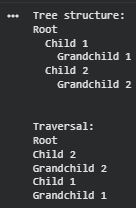 Tree structure:
Root
  Child 1
    Grandchild 1
  Child 2
    Grandchild 2
Traversal:
Root
Child 2
Grandchild 2
Child 1
Grandchild 1